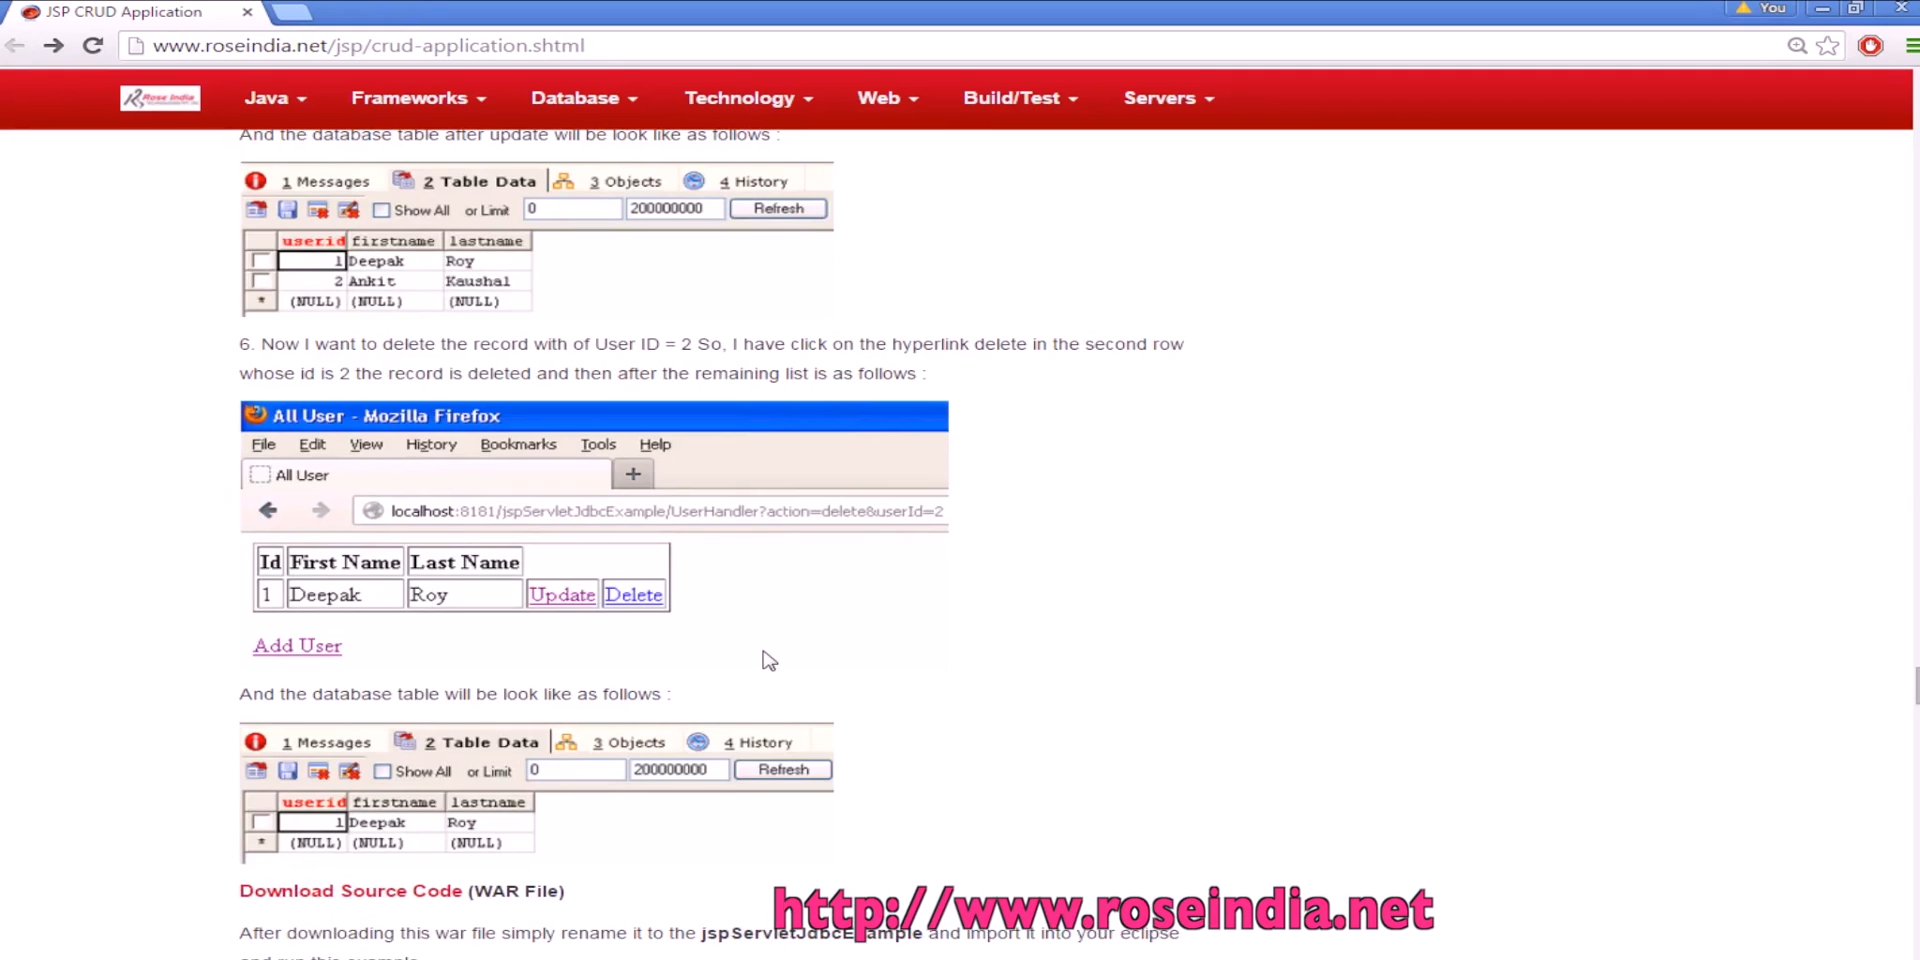 JSP CRUD Application
You
www.roseindia.net/jsp/crud-application.shtml
Rose India
Java Frameworks Database Technology Web Build/Test Servers
And the database table after update will be look like as follows :
1 Messages 2 Table Data 3 Objects 4 History
Show All or Limit 0 200000000 Refresh
userid firstname lastname
1 Deepak Roy
2 Ankit Kaushal
* (NULL) (NULL) (NULL)
6. Now I want to delete the record with of User ID = 2 So, I have click on the hyperlink delete in the second row
whose id is 2 the record is deleted and then after the remaining list is as follows :
All User - Mozilla Firefox
File Edit View History Bookmarks Tools Help
All User
localhost:8181/jspServletJdbcExample/UserHandler?action=delete&userId=2
Id First Name Last Name
1 Deepak Roy Update Delete
Add User
And the database table will be look like as follows :
1 Messages 2 Table Data 3 Objects 4 History
Show All or Limit 0 200000000 Refresh
userid firstname lastname
1 Deepak Roy
* (NULL) (NULL) (NULL)
Download Source Code (WAR File)
http://www.roseindia.net
After downloading this war file simply rename it to the jspServletJdbcExample and import it into your eclipse
and run this example